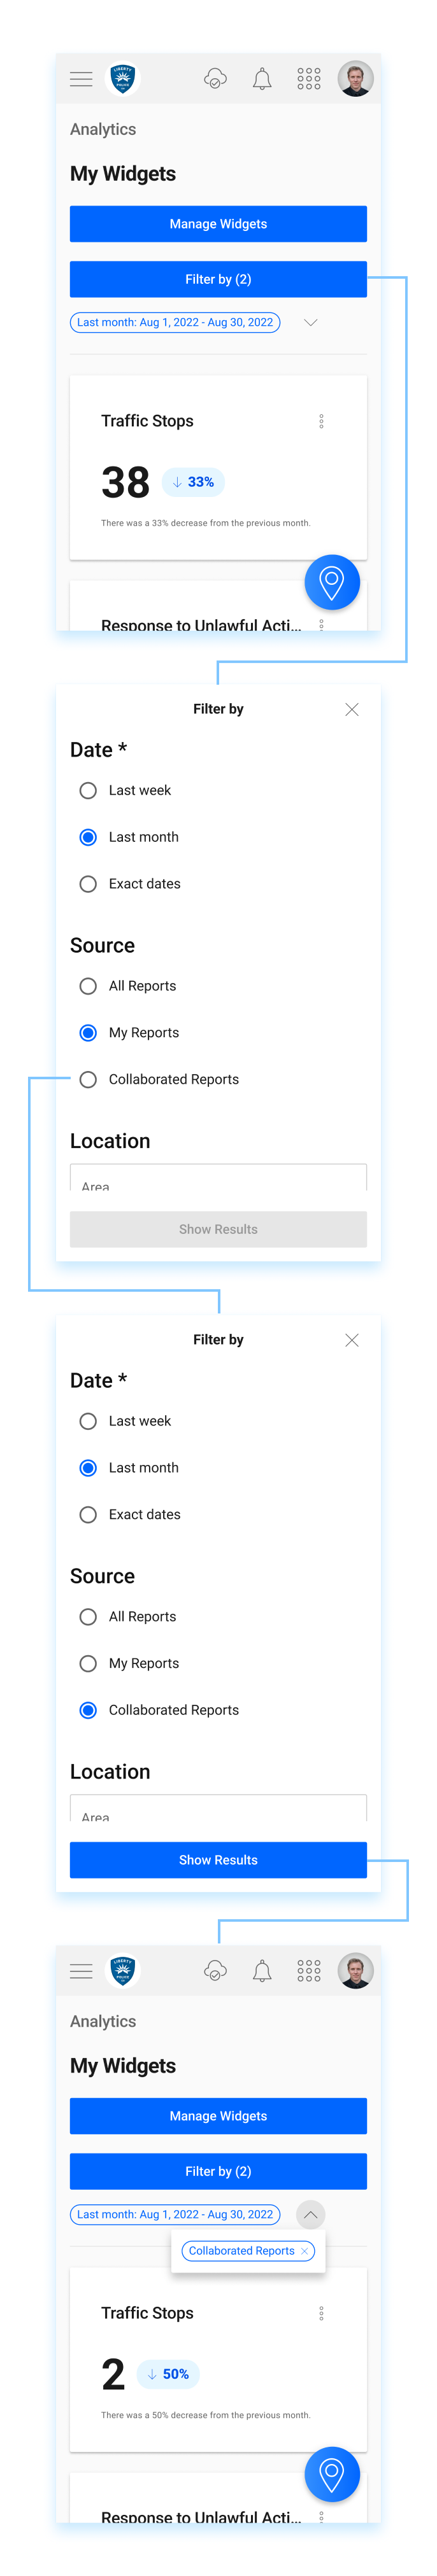 LIBERTY
POLICE
Analytics
My Widgets
Manage Widgets
Filter by (2)
Last month: Aug 1, 2022 - Aug 30, 2022
Traffic Stops
38
33%
There was a 33% decrease from the previous month.
Response to Unlawful Acti...
Filter by
Date *
Last week
Last month
Exact dates
Source
All Reports
My Reports
Collaborated Reports
Location
Area
Show Results
Filter by
Date *
Last week
Last month
Exact dates
Source
All Reports
My Reports
Collaborated Reports
Location
Area
Show Results
LIBERTY
POLICE
Analytics
My Widgets
Manage Widgets
Filter by (2)
Last month: Aug 1, 2022 - Aug 30, 2022
Collaborated Reports
Traffic Stops
2
50%
There was a 50% decrease from the previous month.
Response to Unlawful Acti...